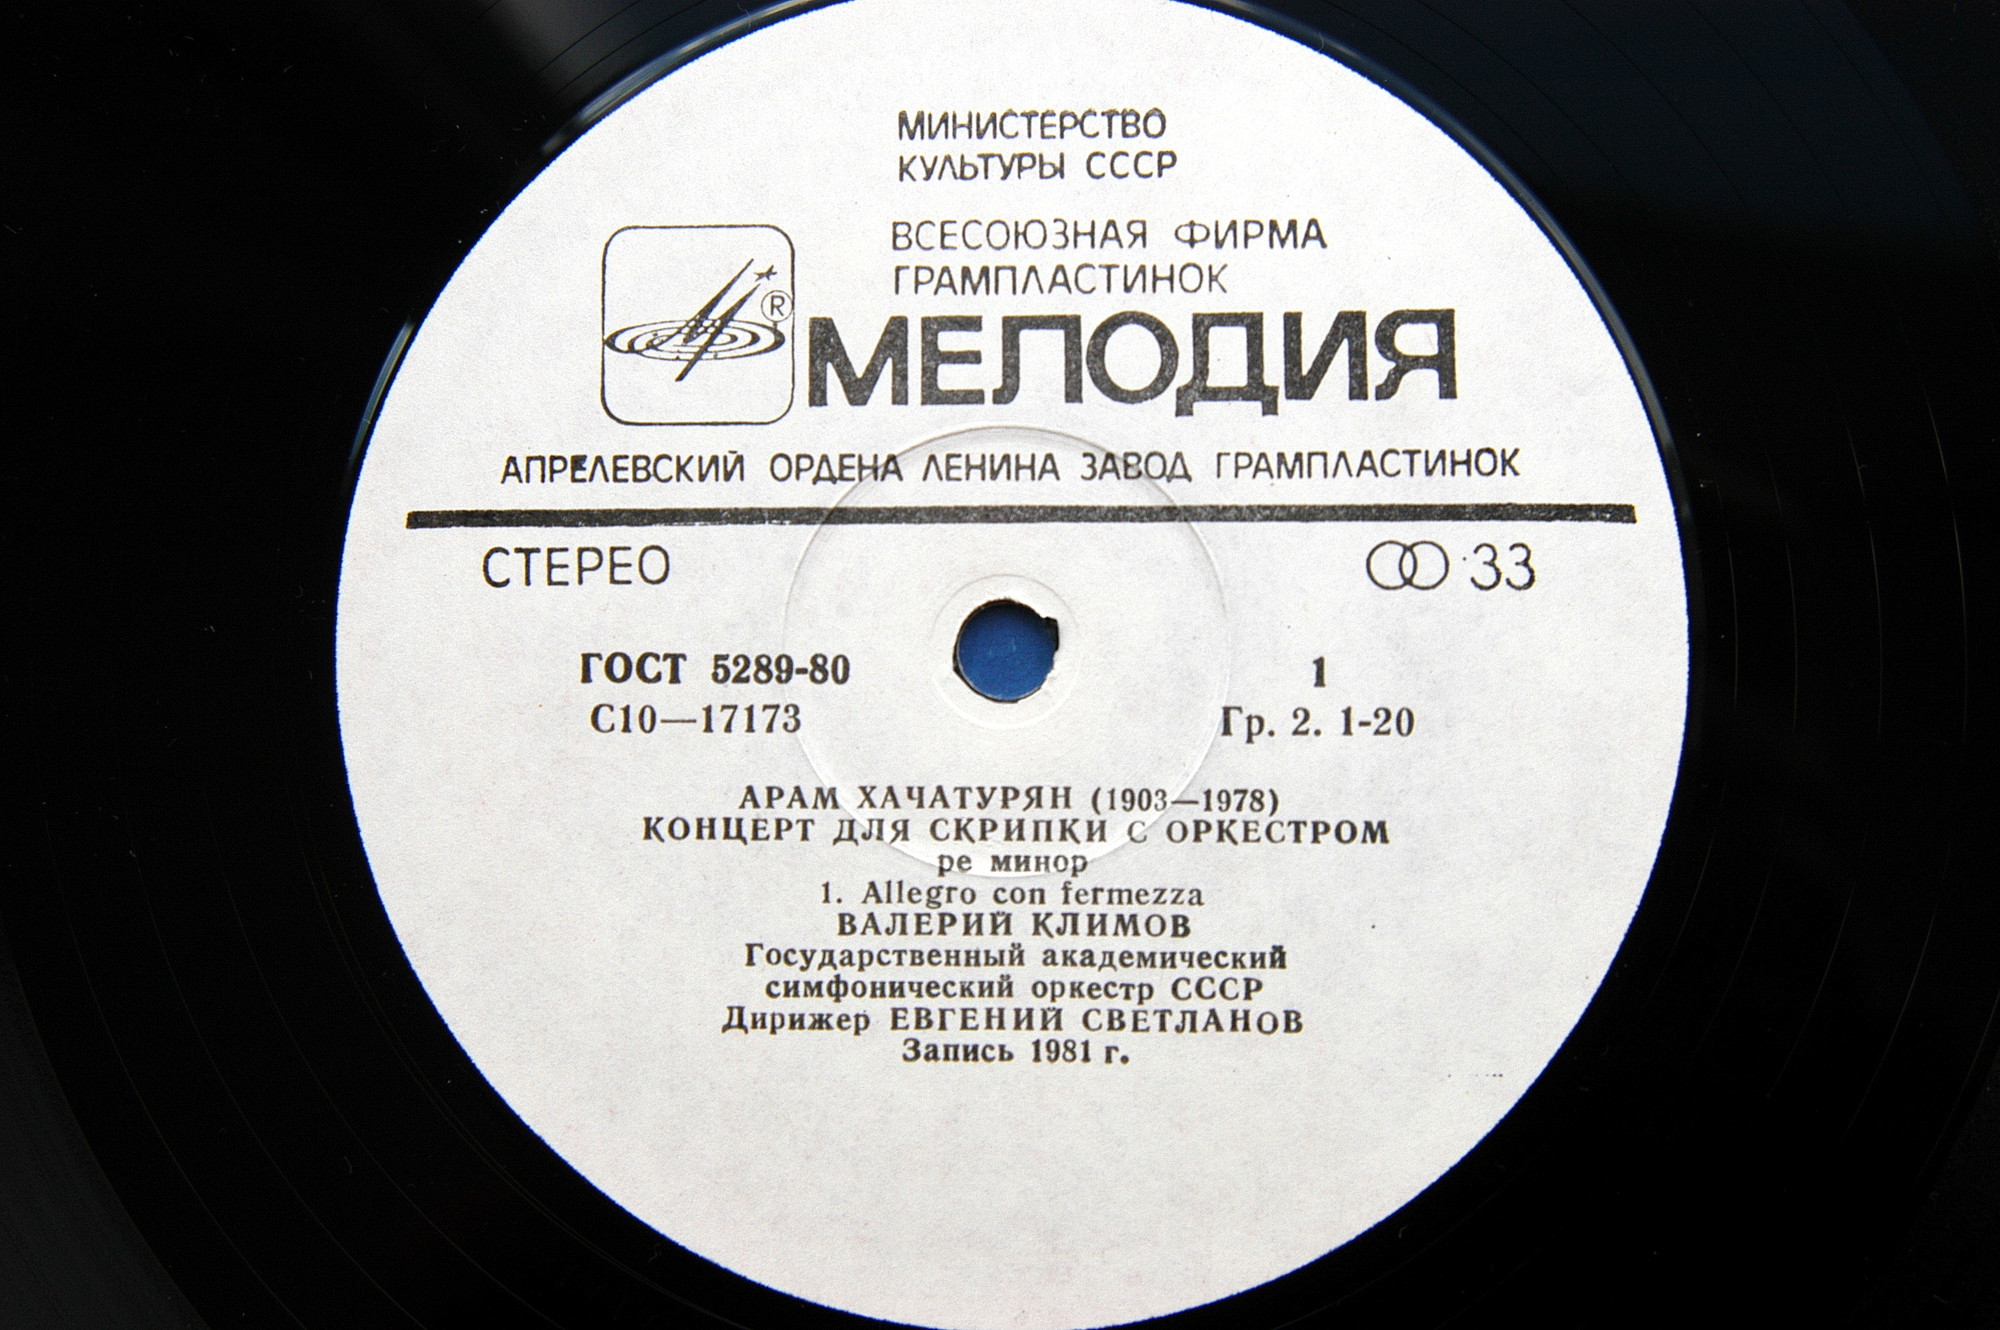 МИНИСТЕРСТВО
КУЛЬТУРЫ СССР
ВСЕСОЮЗНАЯ ФИРМА
ГРАМПЛАСТИНОК
®
МЕЛОДИЯ
АПРЕЛЕВСКИЙ ОРДЕНА ЛЕНИНА ЗАВОД ГРАМПЛАСТИНОК
СТЕРЕО 33
ГОСТ 5289-80 1
С10—17173 Гр. 2. 1-20
АРАМ ХАЧАТУРЯН (1903—1978)
КОНЦЕРТ ДЛЯ СКРИПКИ С ОРКЕСТРОМ
ре минор
1. Allegro con fermezza
ВАЛЕРИЙ КЛИМОВ
Государственный академический
симфонический оркестр СССР
Дирижер ЕВГЕНИЙ СВЕТЛАНОВ
Запись 1981 г.